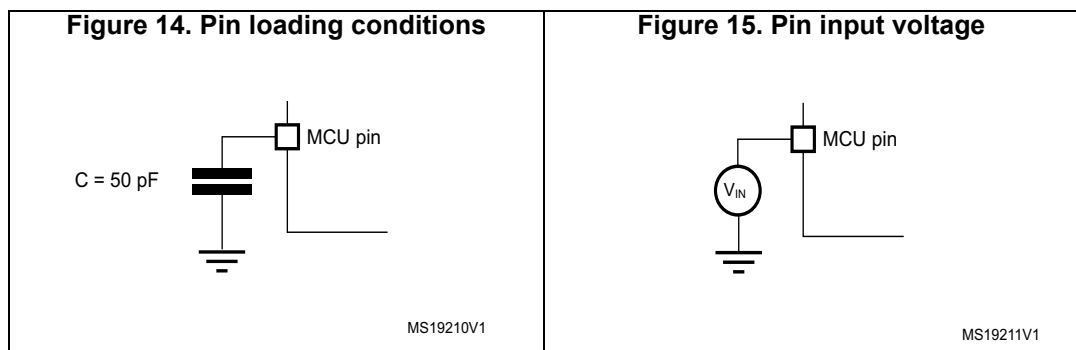 Figure 14. Pin loading conditions
MCU pin
C = 50 pF
MS19210V1
Figure 15. Pin input voltage
MCU pin
VIN
MS19211V1